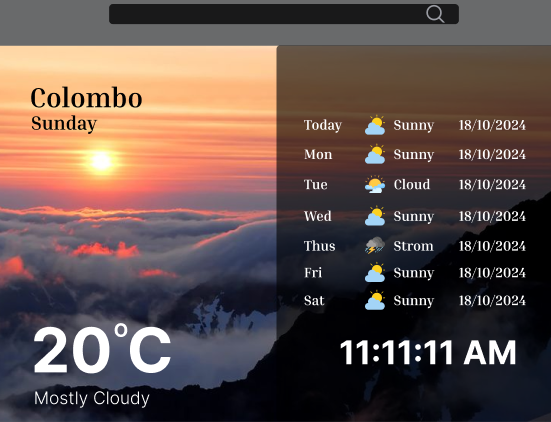 Colombo
Sunday
20°C
Mostly Cloudy
Today Sunny 18/10/2024
Mon Sunny 18/10/2024
Tue Cloud 18/10/2024
Wed Sunny 18/10/2024
Thus Strom 18/10/2024
Fri Sunny 18/10/2024
Sat Sunny 18/10/2024
11:11:11 AM